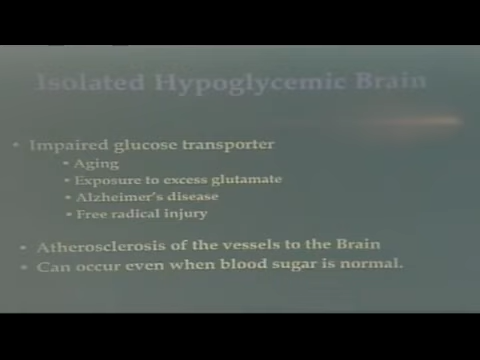 Isolated Hypoglycemic Brain
• Impaired glucose transporter
• Aging
• Exposure to excess glutamate
• Alzheimer's disease
• Free radical injury
• Atherosclerosis of the vessels to the Brain
• Can occur even when blood sugar is normal.